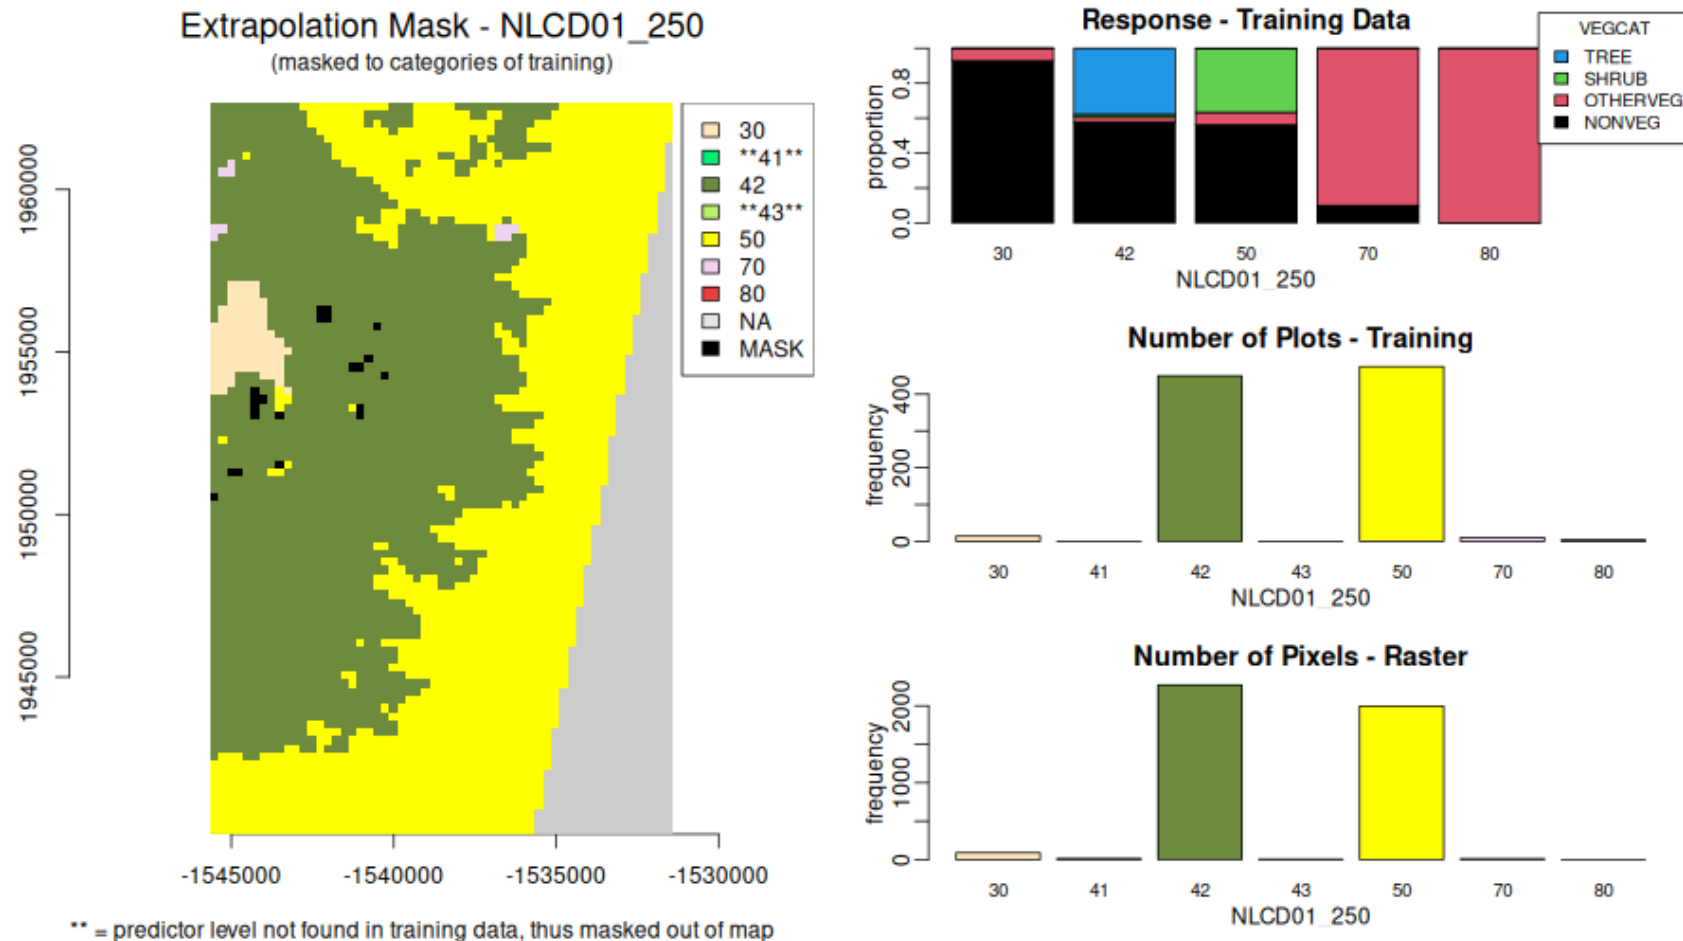 Extrapolation Mask - NLCD01_250
(masked to categories of training)
1960000
1955000
1950000
1945000
-1545000
-1540000
-1535000
-1530000
30
**41**
42
**43**
50
70
80
NA
MASK
** = predictor level not found in training data, thus masked out of map
Response - Training Data
proportion
0.8
0.4
0.0
30
42
50
70
80
NLCD01_250
VEGCAT
TREE
SHRUB
OTHERVEG
NONVEG
Number of Plots - Training
frequency
400
200
0
30
41
42
43
50
70
80
NLCD01_250
Number of Pixels - Raster
frequency
2000
1000
0
30
41
42
43
50
70
80
NLCD01_250